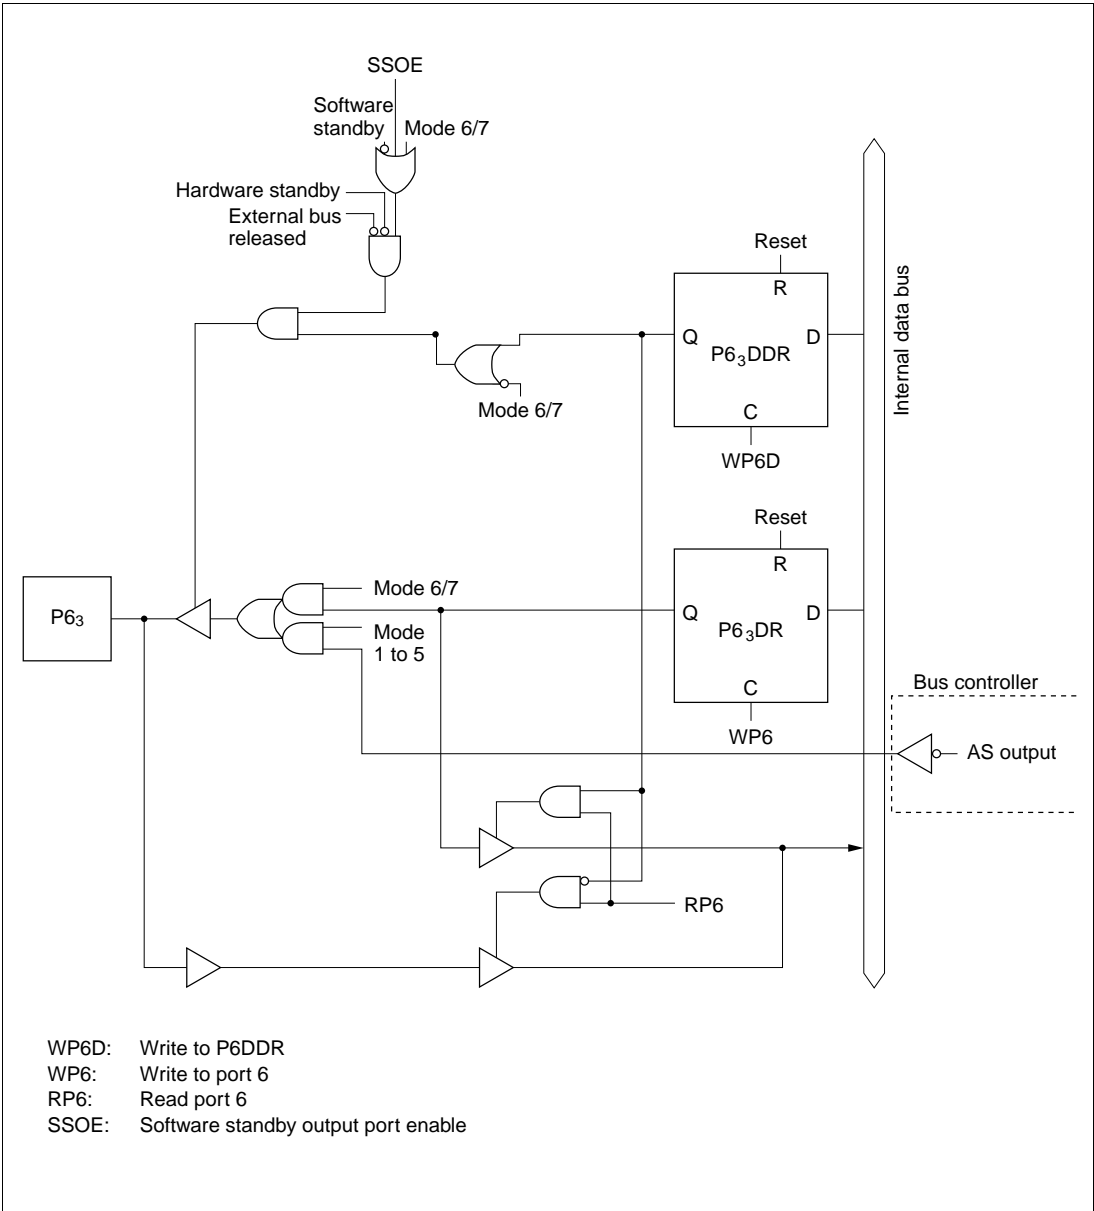 SSOE
Software
standby
Mode 6/7
Hardware standby
External bus
released
Reset
R
Q
D
P6₃DDR
C
WP6D
Mode 6/7
Internal data bus
Reset
R
Q
D
P6₃DR
C
WP6
P6₃
Mode 6/7
Mode
1 to 5
Bus controller
AS output
RP6
WP6D: Write to P6DDR
WP6: Write to port 6
RP6: Read port 6
SSOE: Software standby output port enable